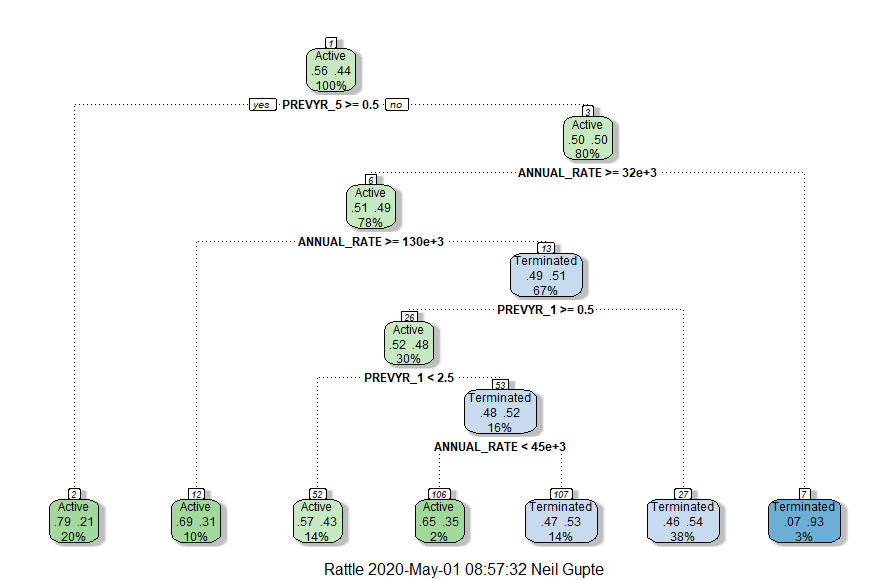 1
Active
.56 .44
100%
yes PREVYR_5 >= 0.5 no
3
Active
.50 .50
80%
ANNUAL_RATE >= 32e+3
6
Active
.51 .49
78%
ANNUAL_RATE >= 130e+3
13
Terminated
.49 .51
67%
PREVYR_1 >= 0.5
26
Active
.52 .48
30%
PREVYR_1 < 2.5
53
Terminated
.48 .52
16%
ANNUAL_RATE < 45e+3
2
Active
.79 .21
20%
12
Active
.69 .31
10%
52
Active
.57 .43
14%
106
Active
.65 .35
2%
107
Terminated
.47 .53
14%
27
Terminated
.46 .54
38%
7
Terminated
.07 .93
3%
Rattle 2020-May-01 08:57:32 Neil Gupte